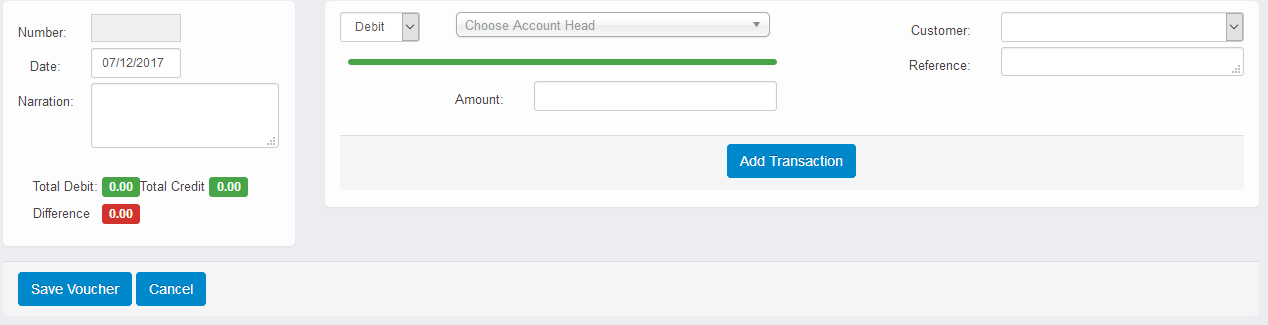 Number:
Date: 07/12/2017
Narration:
Total Debit: 0.00 Total Credit 0.00
Difference 0.00
Debit Choose Account Head
Amount:
Customer:
Reference:
Add Transaction
Save Voucher Cancel